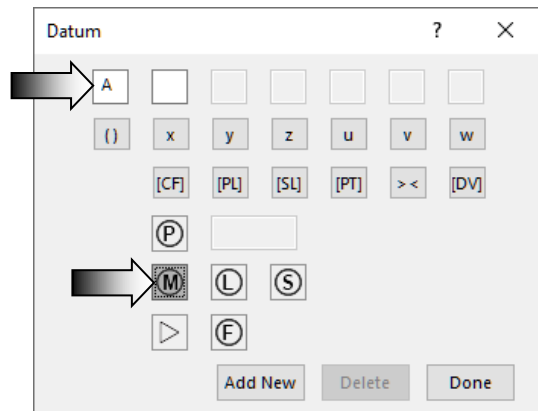 Datum ? ×
A
() x y z u v w
[CF] [PL] [SL] [PT] >< [DV]
Ⓟ
Ⓜ Ⓛ Ⓢ
▷ Ⓕ
Add New Delete Done